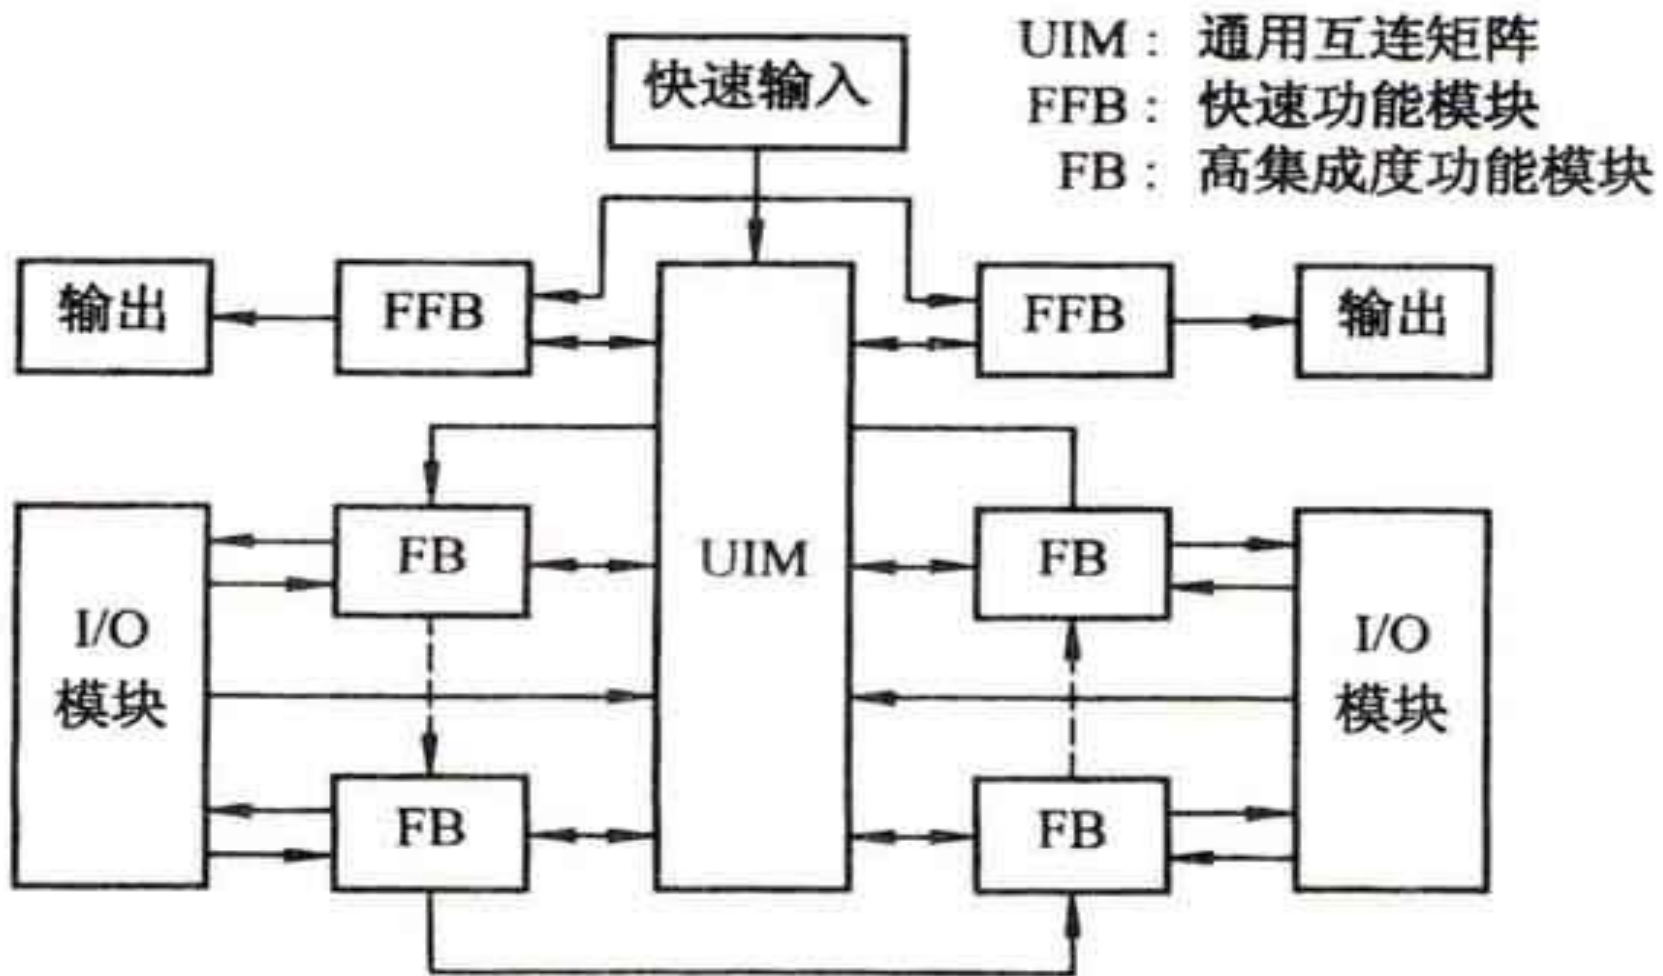 UIM： 通用互连矩阵
快速输入
FFB： 快速功能模块
FB： 高集成度功能模块
输出
FFB
FFB
输出
FB
UIM
FB
I/O
模块
I/O
模块
FB
FB